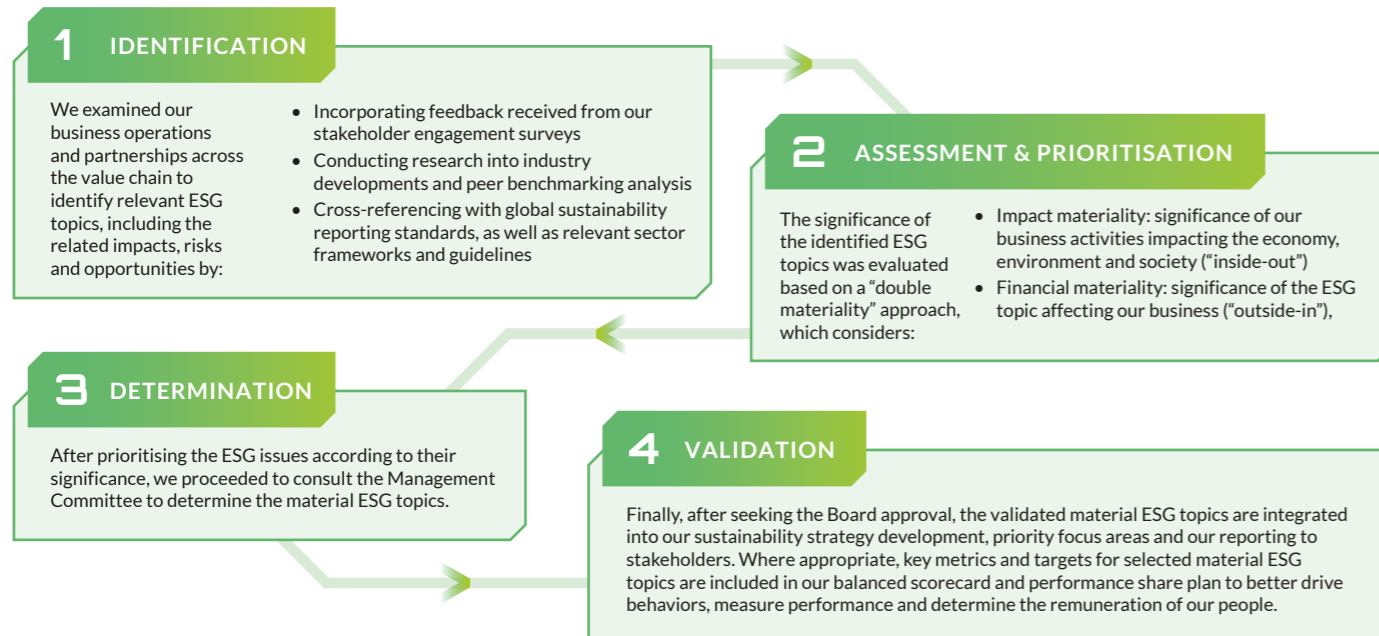 1 IDENTIFICATION
We examined our
business operations
and partnerships across
the value chain to
identify relevant ESG
topics, including the
related impacts, risks
and opportunities by:
• Incorporating feedback received from our
stakeholder engagement surveys
• Conducting research into industry
developments and peer benchmarking analysis
• Cross-referencing with global sustainability
reporting standards, as well as relevant sector
frameworks and guidelines
2 ASSESSMENT & PRIORITISATION
The significance of
the identified ESG
topics was evaluated
based on a “double
materiality” approach,
which considers:
• Impact materiality: significance of our
business activities impacting the economy,
environment and society (“inside-out”)
• Financial materiality: significance of the ESG
topic affecting our business (“outside-in”),
3 DETERMINATION
After prioritising the ESG issues according to their
significance, we proceeded to consult the Management
Committee to determine the material ESG topics.
4 VALIDATION
Finally, after seeking the Board approval, the validated material ESG topics are integrated
into our sustainability strategy development, priority focus areas and our reporting to
stakeholders. Where appropriate, key metrics and targets for selected material ESG
topics are included in our balanced scorecard and performance share plan to better drive
behaviors, measure performance and determine the remuneration of our people.